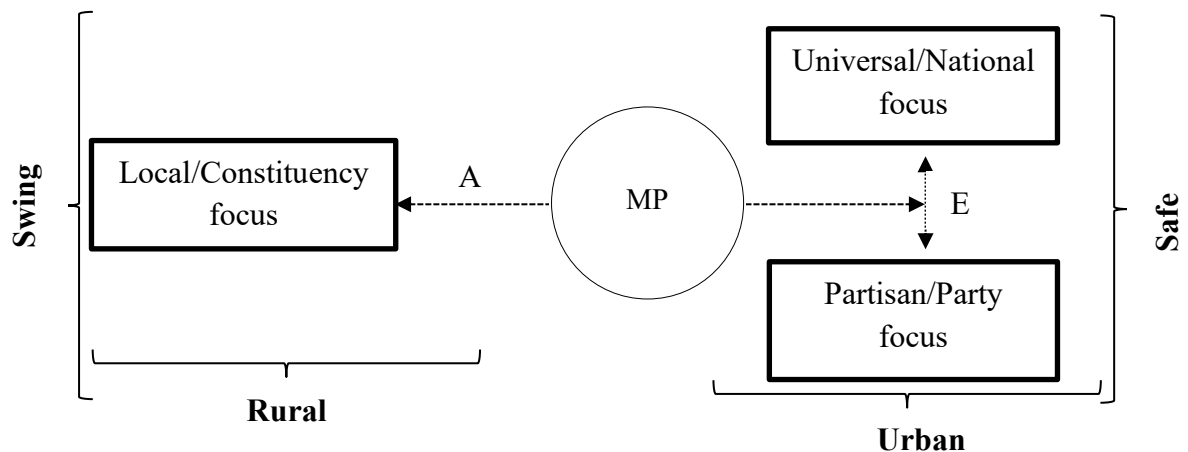 Universal/National
focus
Swing
Local/Constituency
focus
A
MP
E
Safe
Partisan/Party
focus
Rural
Urban